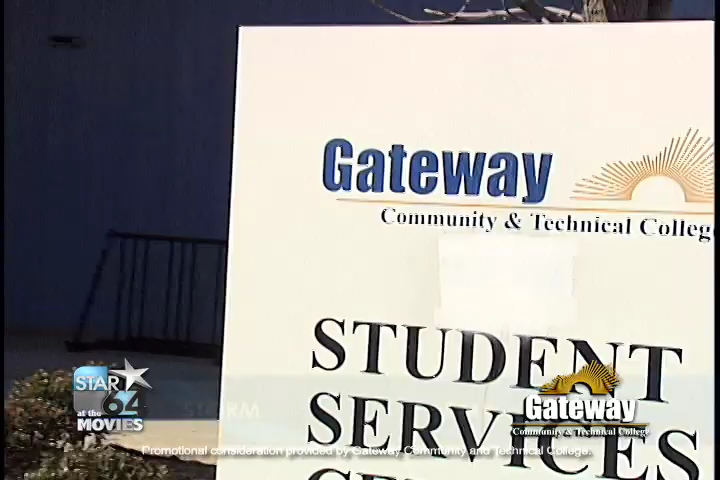 Gateway
Community & Technical Colleg
STUDENT
SERVICES
STAR
64
at the
MOVIES
Gateway
Community & Technical College
Promotional consideration provided by Gateway Community and Technical College.